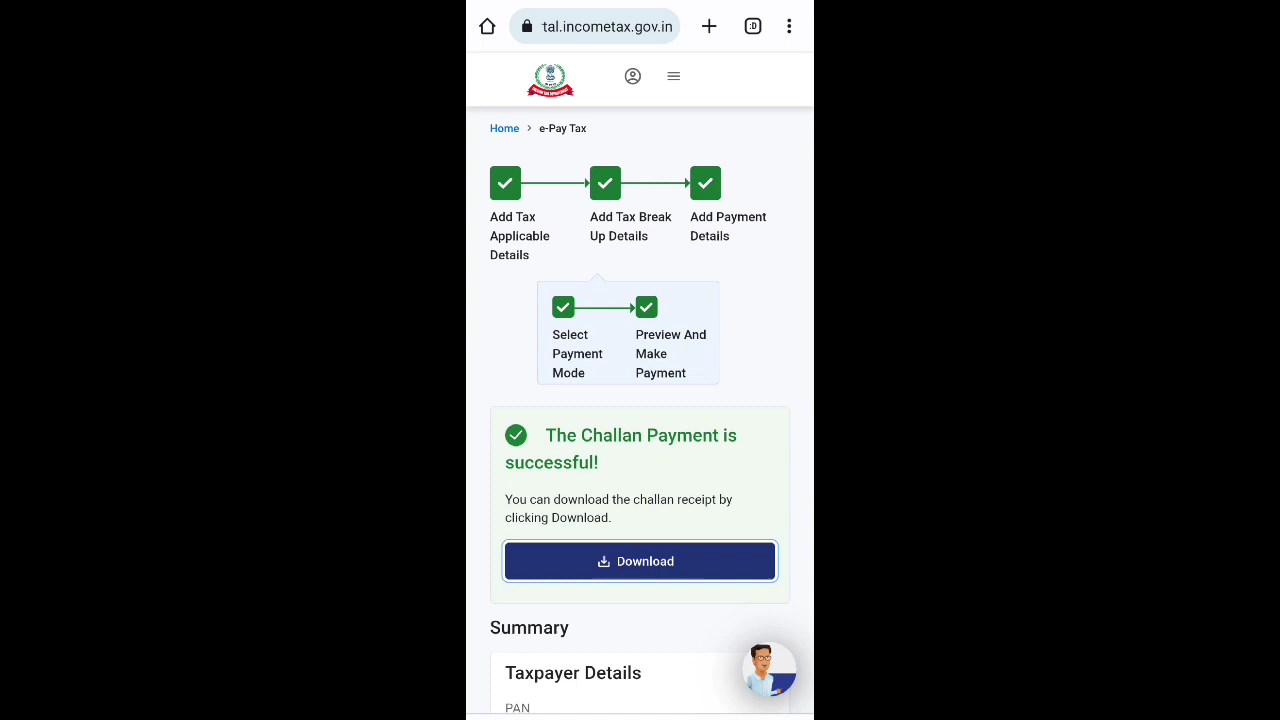 tal.incometax.gov.in
:D
Home > e-Pay Tax
Add Tax
Applicable
Details
Add Tax Break
Up Details
Add Payment
Details
Select
Payment
Mode
Preview And
Make
Payment
The Challan Payment is
successful!
You can download the challan receipt by
clicking Download.
Download
Summary
Taxpayer Details
PAN